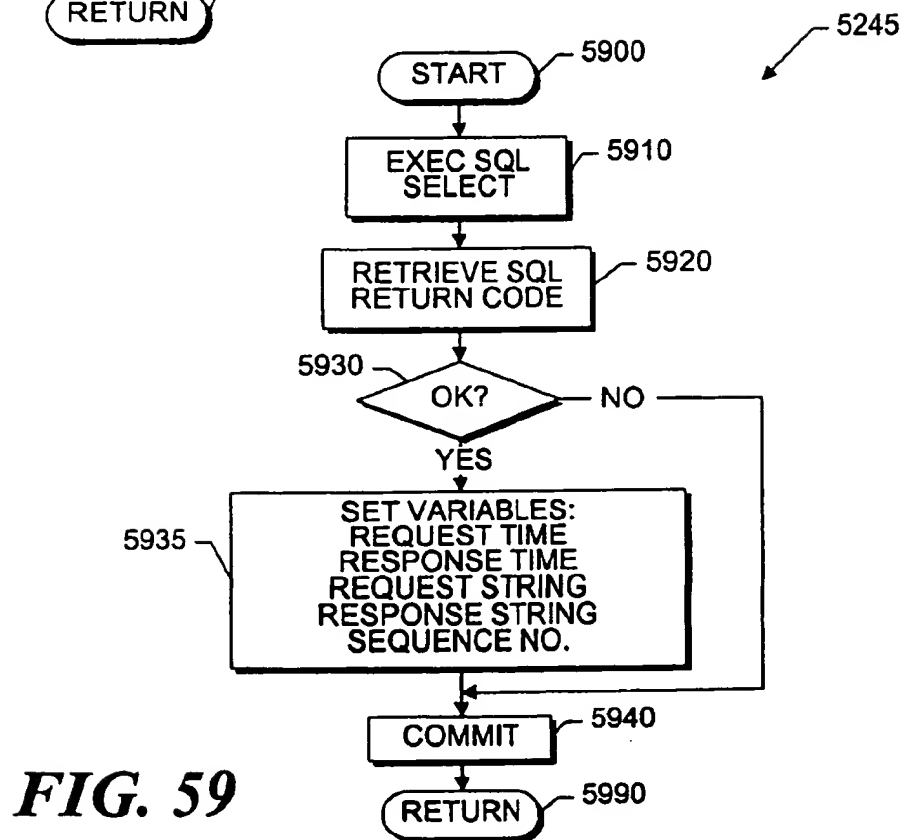 RETURN
5245
START
5900
EXEC SQL
SELECT
5910
RETRIEVE SQL
RETURN CODE
5920
5930
OK?
NO
YES
5935
SET VARIABLES:
REQUEST TIME
RESPONSE TIME
REQUEST STRING
RESPONSE STRING
SEQUENCE NO.
COMMIT
5940
RETURN
5990
FIG. 59